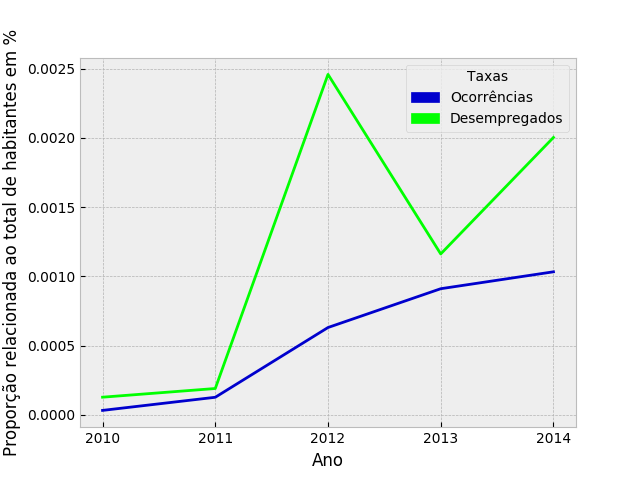 Proporção relacionada ao total de habitantes em %
0.0025
0.0020
0.0015
0.0010
0.0005
0.0000
Taxas
Ocorrências
Desempregados
2010 2011 2012 2013 2014
Ano